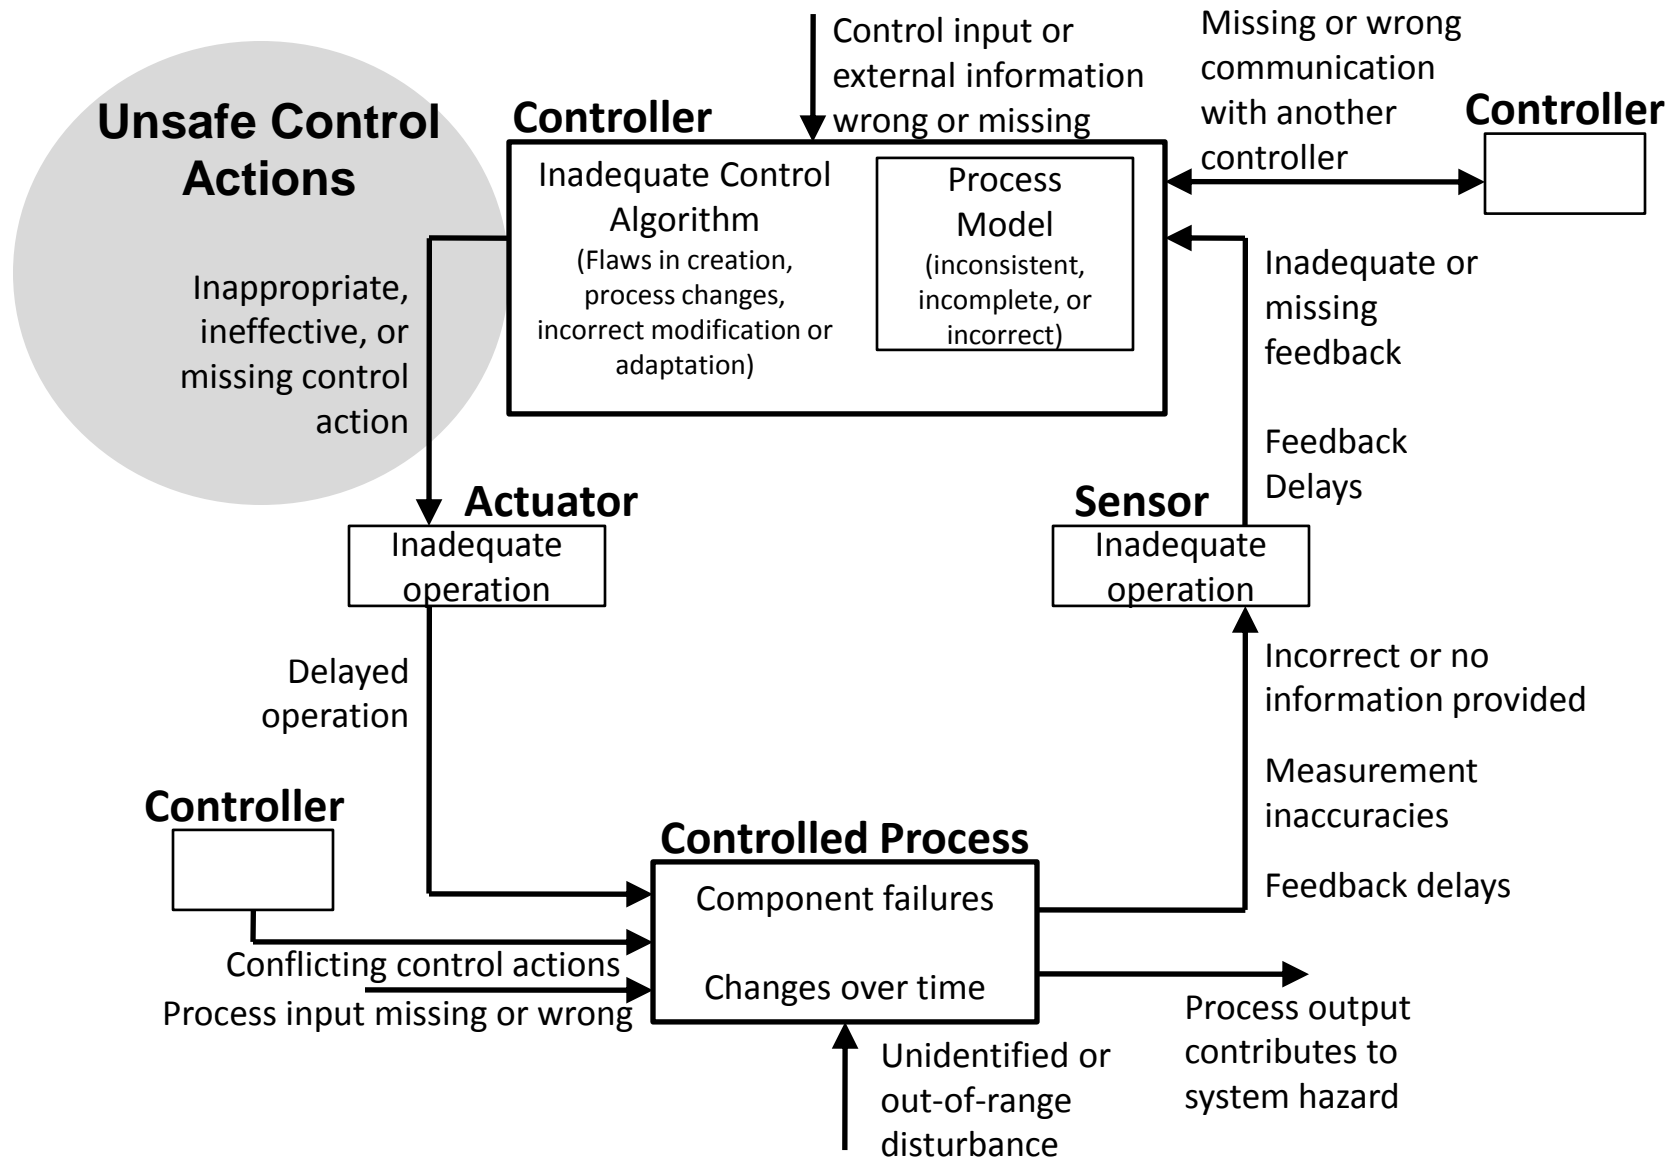 Control input or
external information
wrong or missing
Missing or wrong
communication
with another
controller
Controller
Unsafe Control
Actions
Controller
Inadequate Control
Algorithm
(Flaws in creation,
process changes,
incorrect modification or
adaptation)
Process
Model
(inconsistent,
incomplete, or
incorrect)
Inappropriate,
ineffective, or
missing control
action
Inadequate or
missing
feedback
Feedback
Delays
Actuator
Inadequate
operation
Sensor
Inadequate
operation
Delayed
operation
Incorrect or no
information provided
Measurement
inaccuracies
Feedback delays
Controller
Controlled Process
Component failures
Changes over time
Conflicting control actions
Process input missing or wrong
Unidentified or
out-of-range
disturbance
Process output
contributes to
system hazard